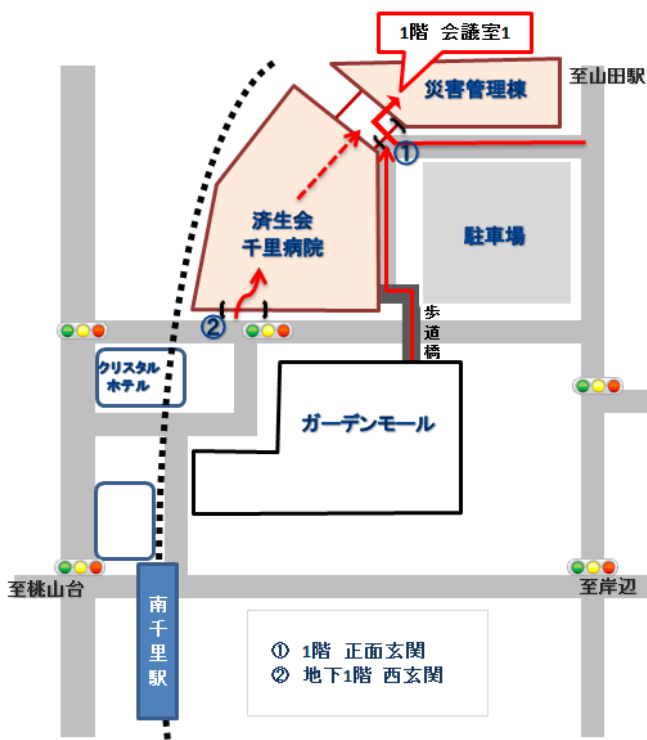 1階 会議室1
至山田駅
災害管理棟
①
済生会
千里病院
駐車場
②
歩道橋
クリスタル
ホテル
ガーデンモール
至桃山台
至岸辺
南千里駅
① 1階 正面玄関
② 地下1階 西玄関